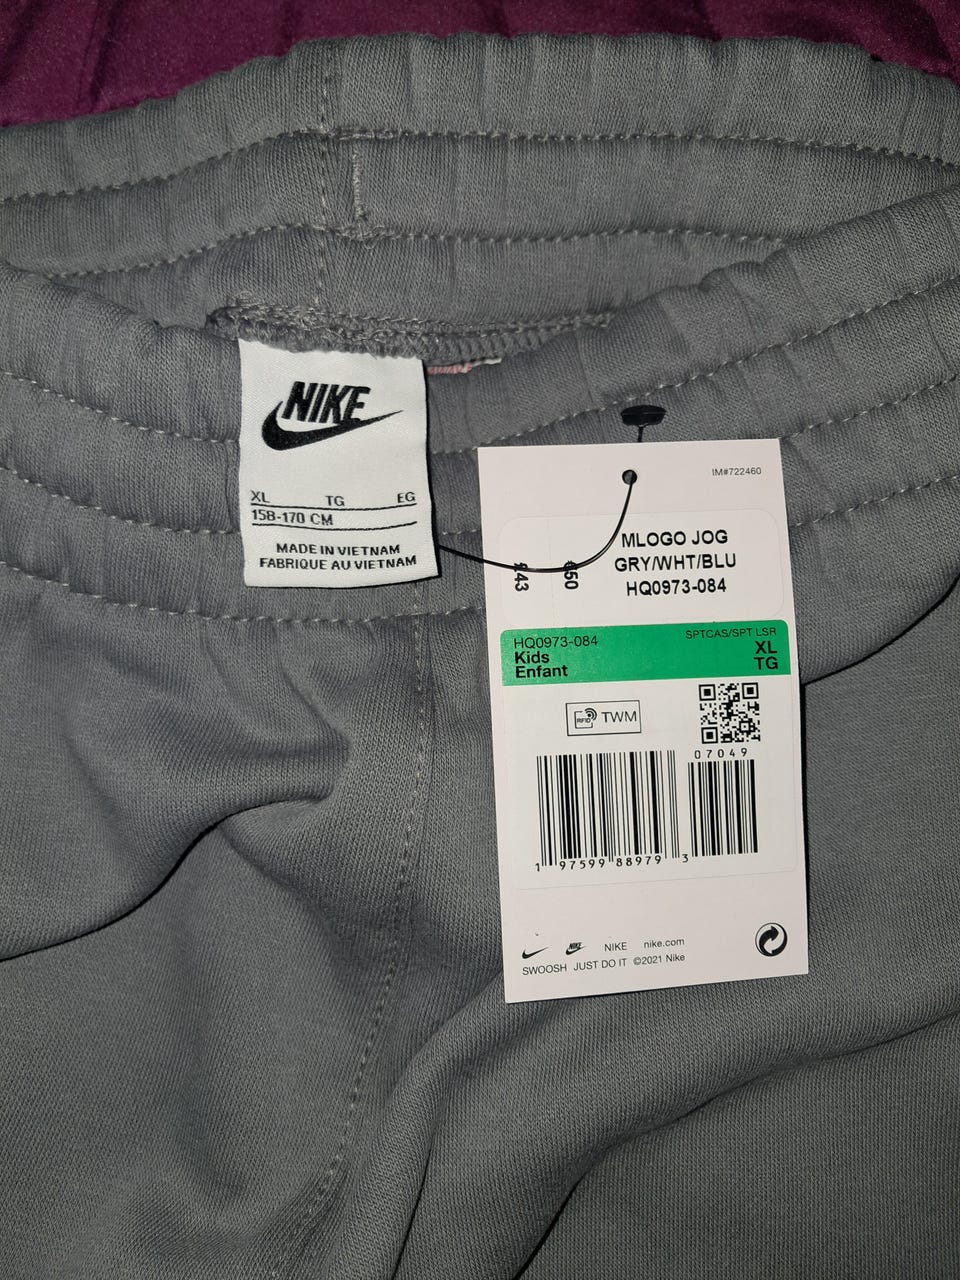 NIKE
XL TG EG
158-170 CM
MADE IN VIETNAM
FABRIQUE AU VIETNAM
IM#722460
MLOGO JOG
GRY/WHT/BLU
HQ0973-084
HQ0973-084
SPTCAS/SPT LSR
Kids XL
Enfant TG
RFID TWM
07049
1 97599 88979 3
NIKE NIKE nike.com
SWOOSH JUST DO IT ©2021 Nike